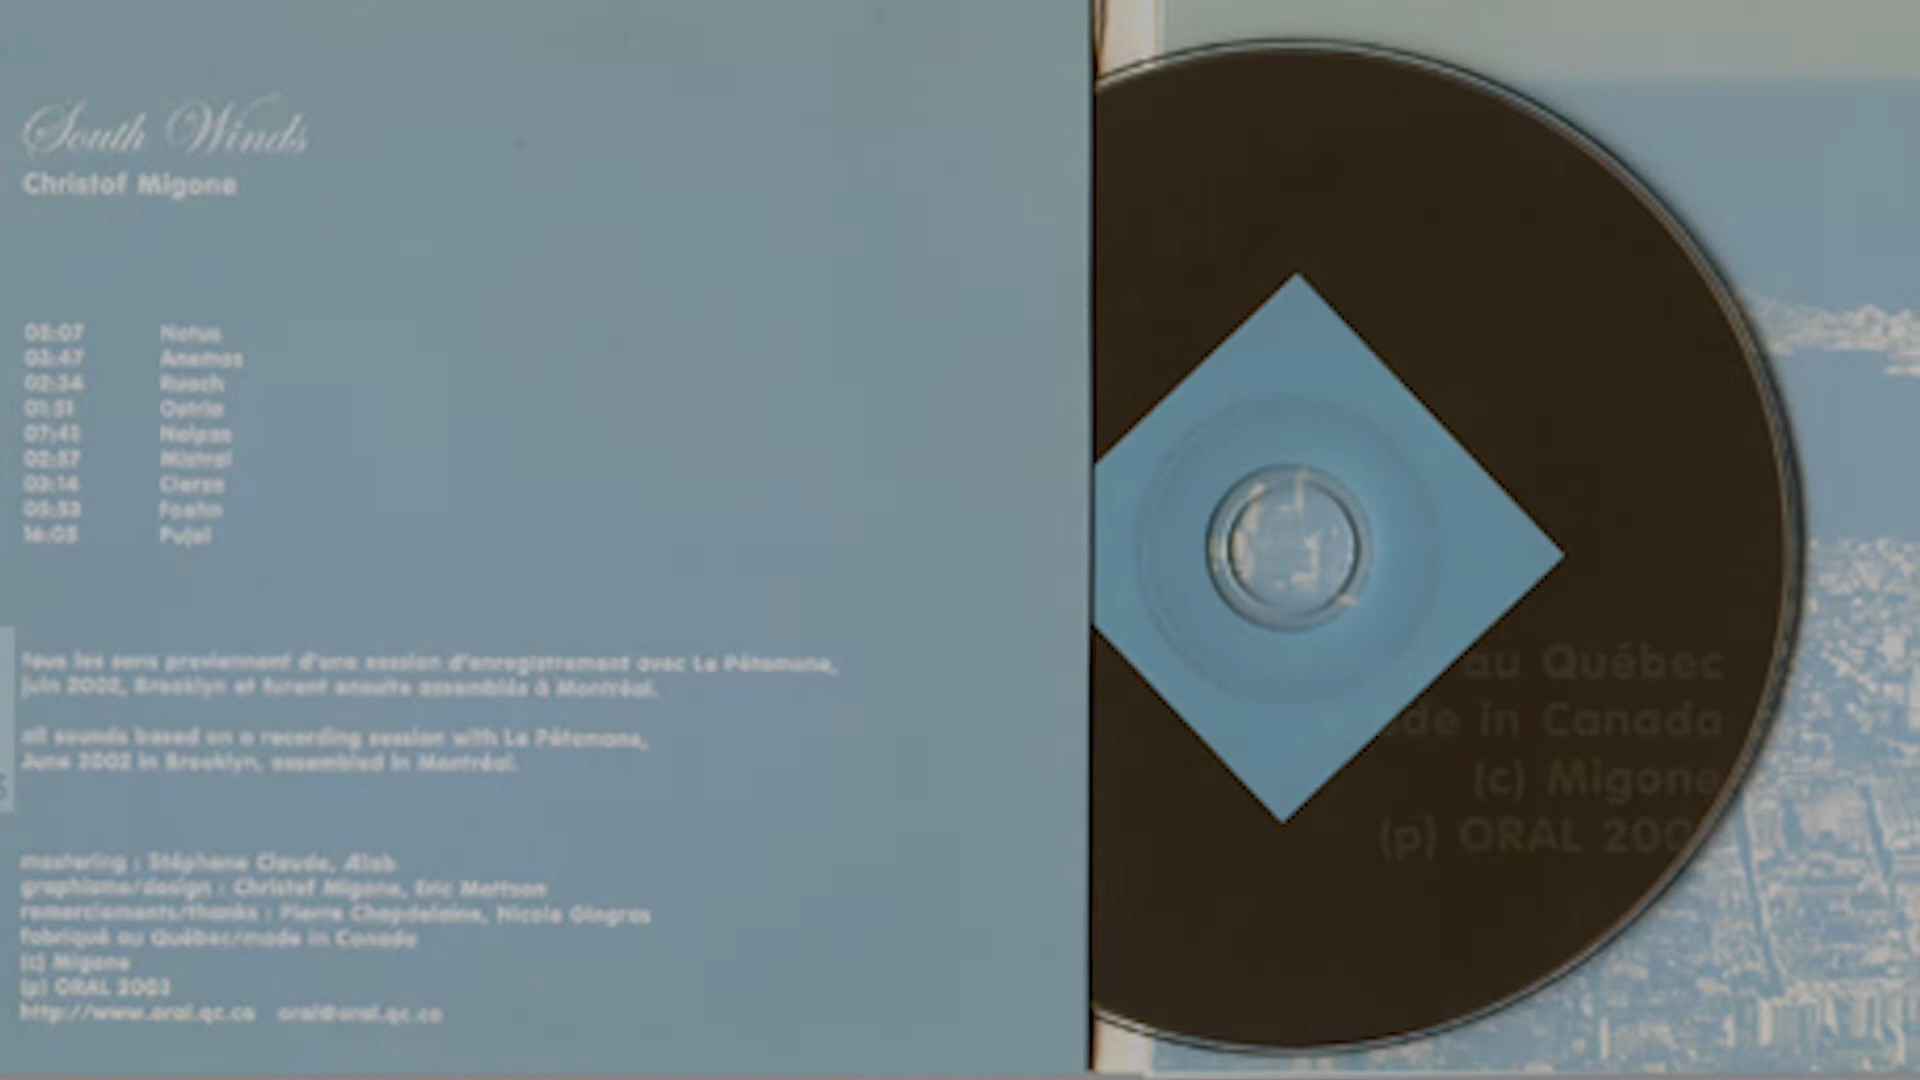 South Winds
Christof Migone
05:07 Notus
03:47 Anemos
02:34 Ruach
01:51 Ostria
07:41
02:57 Mistral
03:14 Cierzo
05:53 Foehn
16:05 Pujol
tous les sons proviennent d'une session d'enregistrement avec Le Pétomane,
juin 2002, Brooklyn et furent ensuite assemblés à Montréal.
all sounds based on a recording session with Le Pétomane,
June 2002 in Brooklyn, assembled in Montréal.
mastering : Stéphane Claude, Ælab
graphisme/design : Christof Migone, Eric Mattson
remerciements/thanks : Pierre Chapdelaine, Nicole Gingras
fabriqué au Québec/made in Canada
(c) Migone
(p) ORAL 2003
http://www.oral.qc.ca oral@oral.qc.ca
au Québec
de in Canada
(c) Migone
(p) ORAL 200